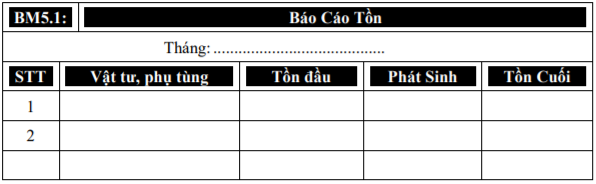 BM5.1: Báo Cáo Tồn
Tháng: ..........................................
STT Vật tư, phụ tùng Tồn đầu Phát Sinh Tồn Cuối
1
2